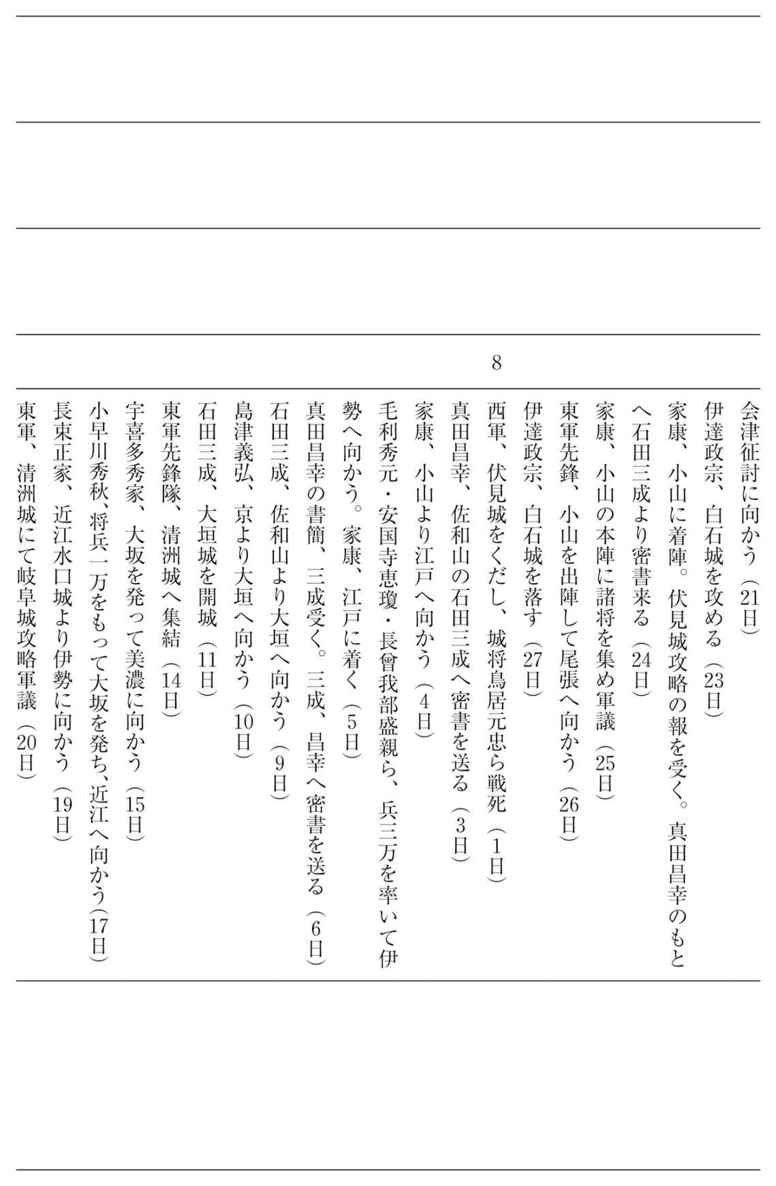 会津征討に向かう（21日）
伊達政宗、白石城を攻める（23日）
家康、小山に着陣。伏見城攻略の報を受く。真田昌幸のもと
へ石田三成より密書来る（24日）
家康、小山の本陣に諸将を集め軍議（25日）
東軍先鋒、小山を出陣して尾張へ向かう（26日）
伊達政宗、白石城を落す（27日）
8
西軍、伏見城をくだし、城将鳥居元忠ら戦死（1日）
真田昌幸、佐和山の石田三成へ密書を送る（3日）
家康、小山より江戸へ向かう（4日）
毛利秀元・安国寺恵瓊・長曾我部盛親ら、兵三万を率いて伊
勢へ向かう。家康、江戸に着く（5日）
真田昌幸の書簡、三成受く。三成、昌幸へ密書を送る（6日）
石田三成、佐和山より大垣へ向かう（9日）
島津義弘、京より大垣へ向かう（10日）
石田三成、大垣城を開城（11日）
東軍先鋒隊、清洲城へ集結（14日）
宇喜多秀家、大坂を発って美濃に向かう（15日）
小早川秀秋、将兵一万をもって大坂を発ち、近江へ向かう（17日）
長束正家、近江水口城より伊勢に向かう（19日）
東軍、清洲城にて岐阜城攻略軍議（20日）